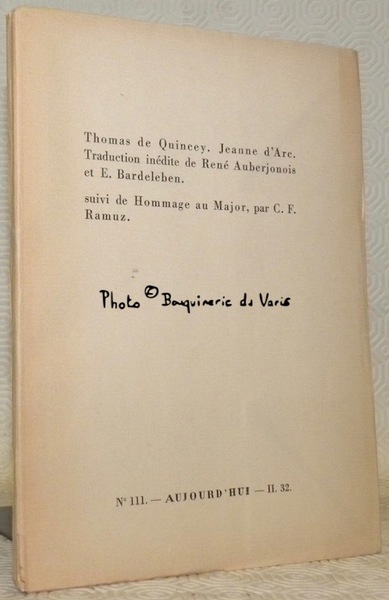 Thomas de Quincey. Jeanne d'Arc.
Traduction inédite de René Auberjonois
et E. Bardeleben.
suivi de Hommage au Major, par C. F.
Ramuz.
Photo © Bouquinerie du Varis
N° 111. — AUJOURD'HUI — II. 32.